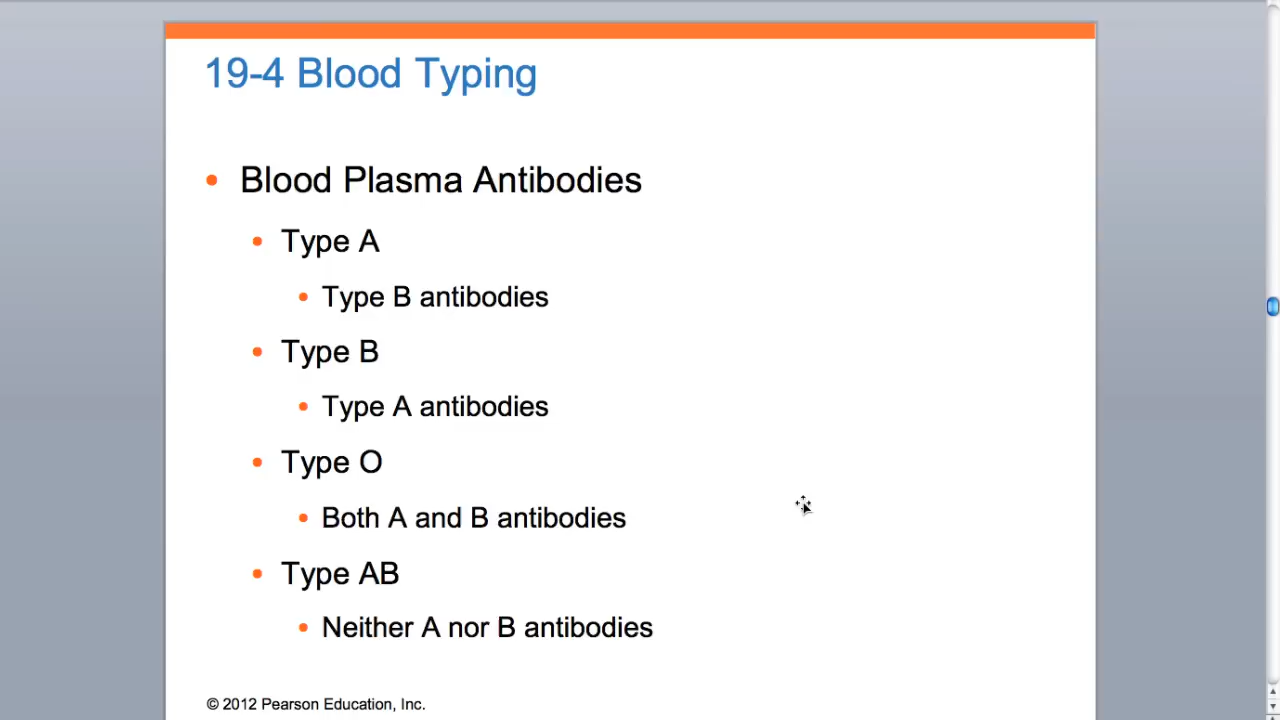 19-4 Blood Typing
• Blood Plasma Antibodies
• Type A
• Type B antibodies
• Type B
• Type A antibodies
• Type O
• Both A and B antibodies
• Type AB
• Neither A nor B antibodies
© 2012 Pearson Education, Inc.